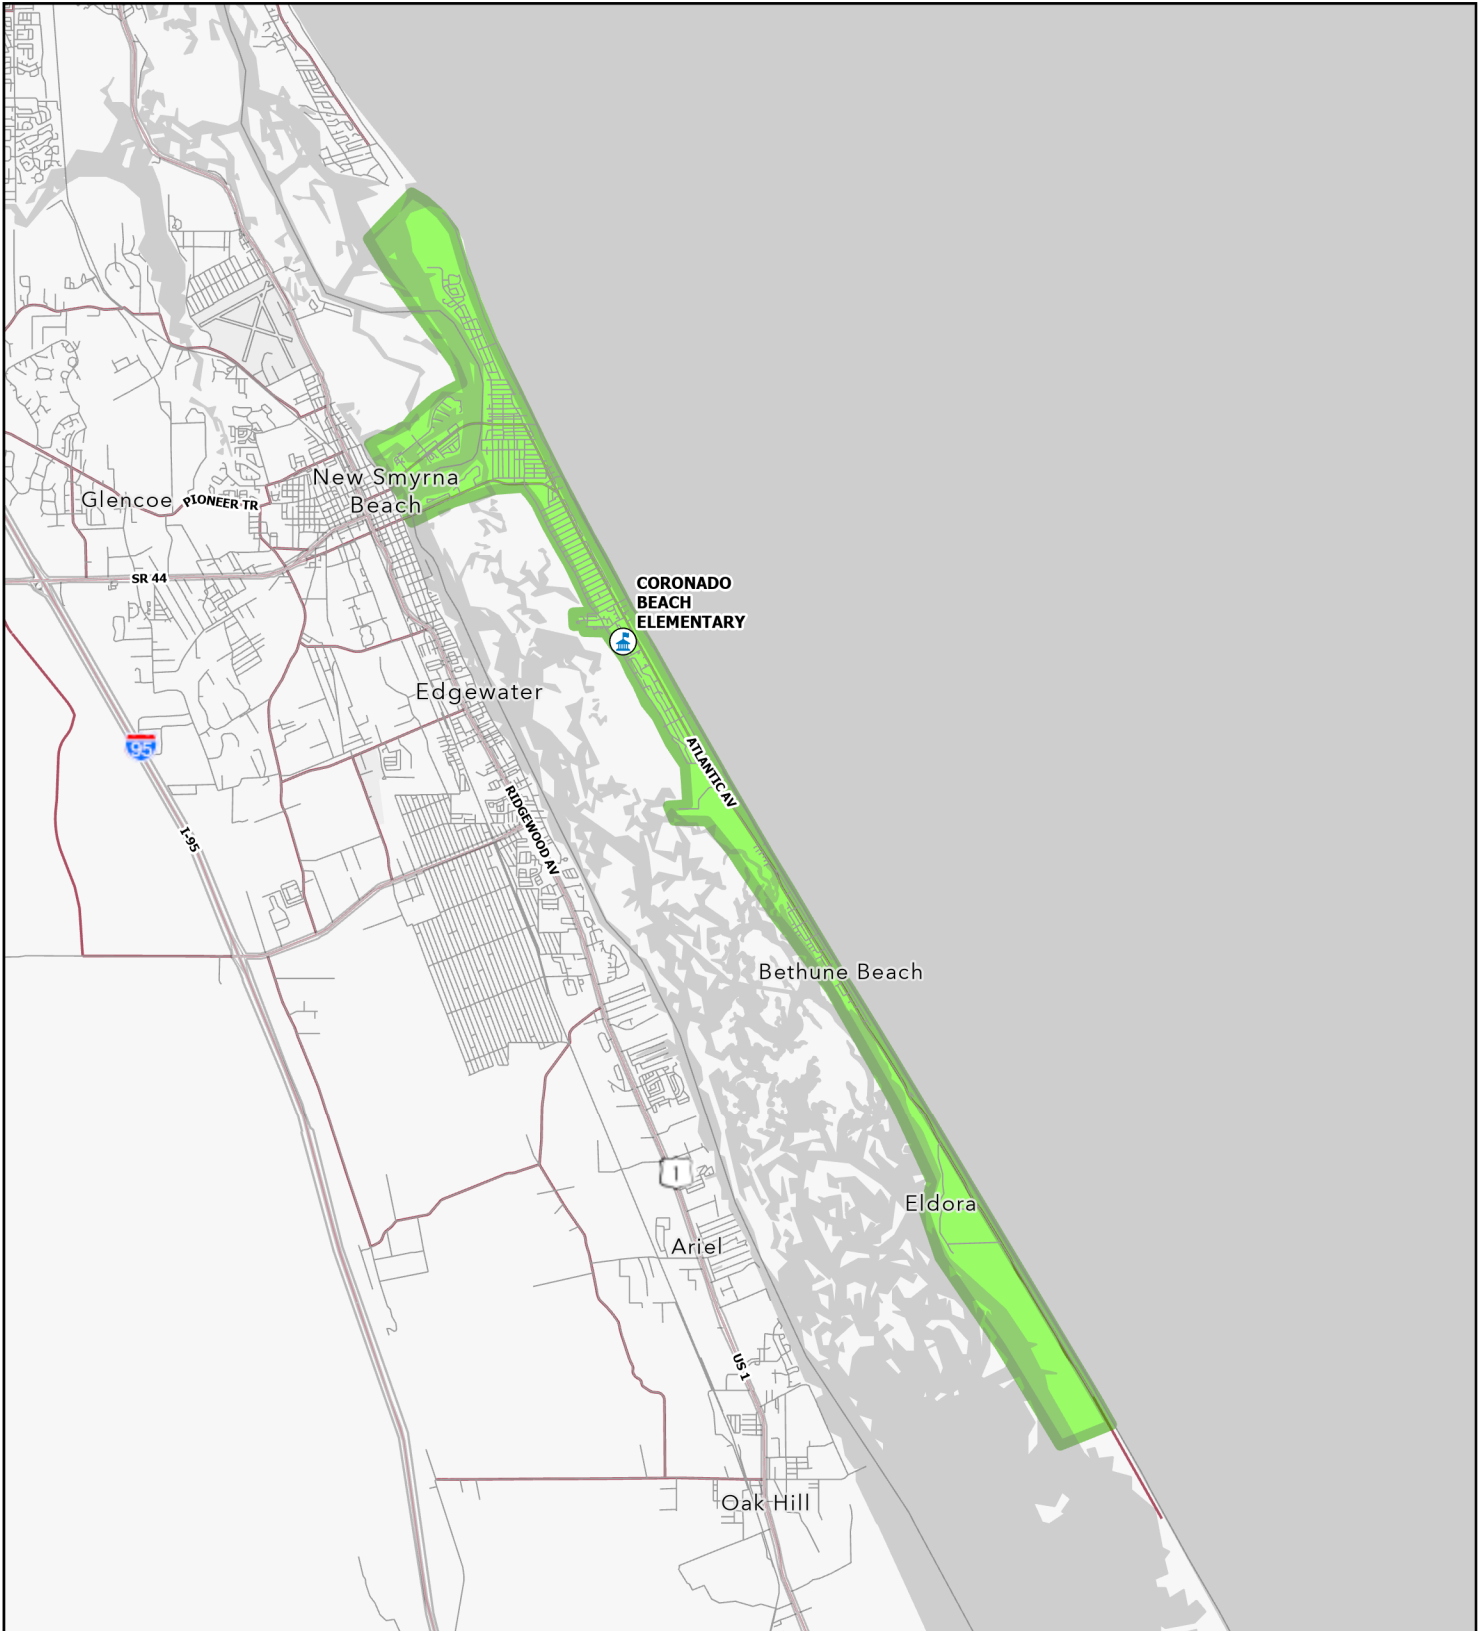 New Smyrna
Beach
Glencoe
PIONEER TR
SR 44
CORONADO
BEACH
ELEMENTARY
Edgewater
95
ATLANTIC AV
RIDGEWOOD AV
I-95
Bethune Beach
1
Eldora
Ariel
US 1
Oak Hill